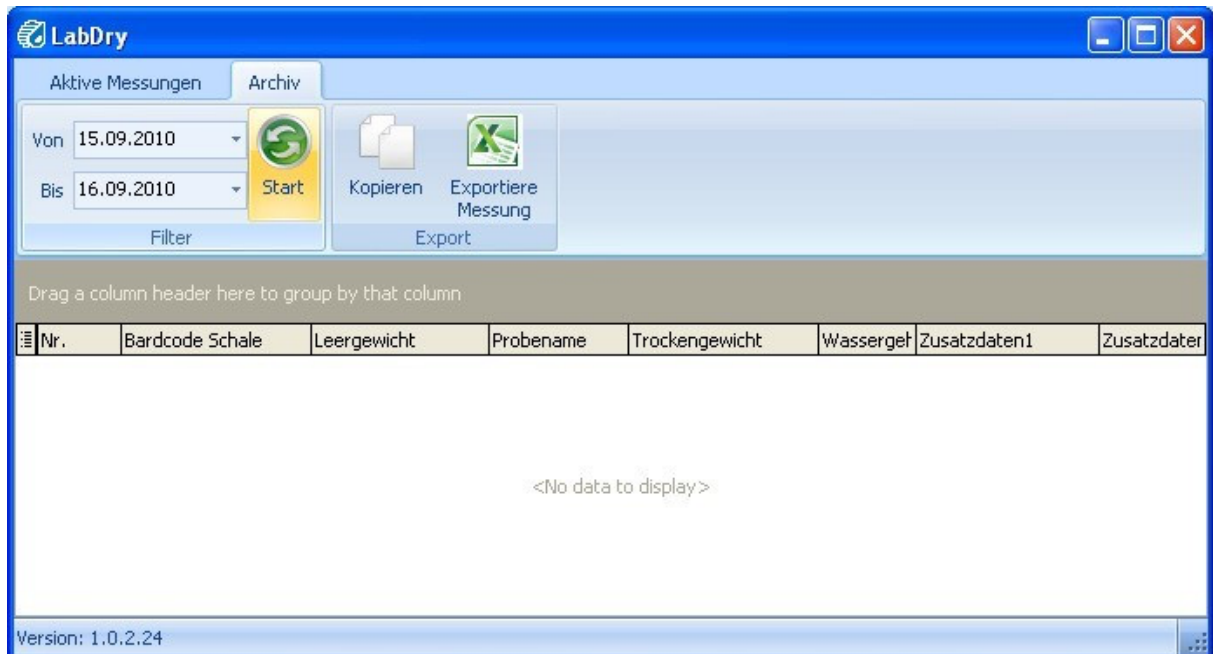 LabDry
Aktive Messungen Archiv
Von 15.09.2010
Bis 16.09.2010
Start
Kopieren
Exportiere
Messung
Filter
Export
Drag a column header here to group by that column
Nr. Bardcode Schale Leergewicht Probename Trockengewicht Wassergeh Zusatzdaten1 Zusatzdaten
<No data to display>
Version: 1.0.2.24